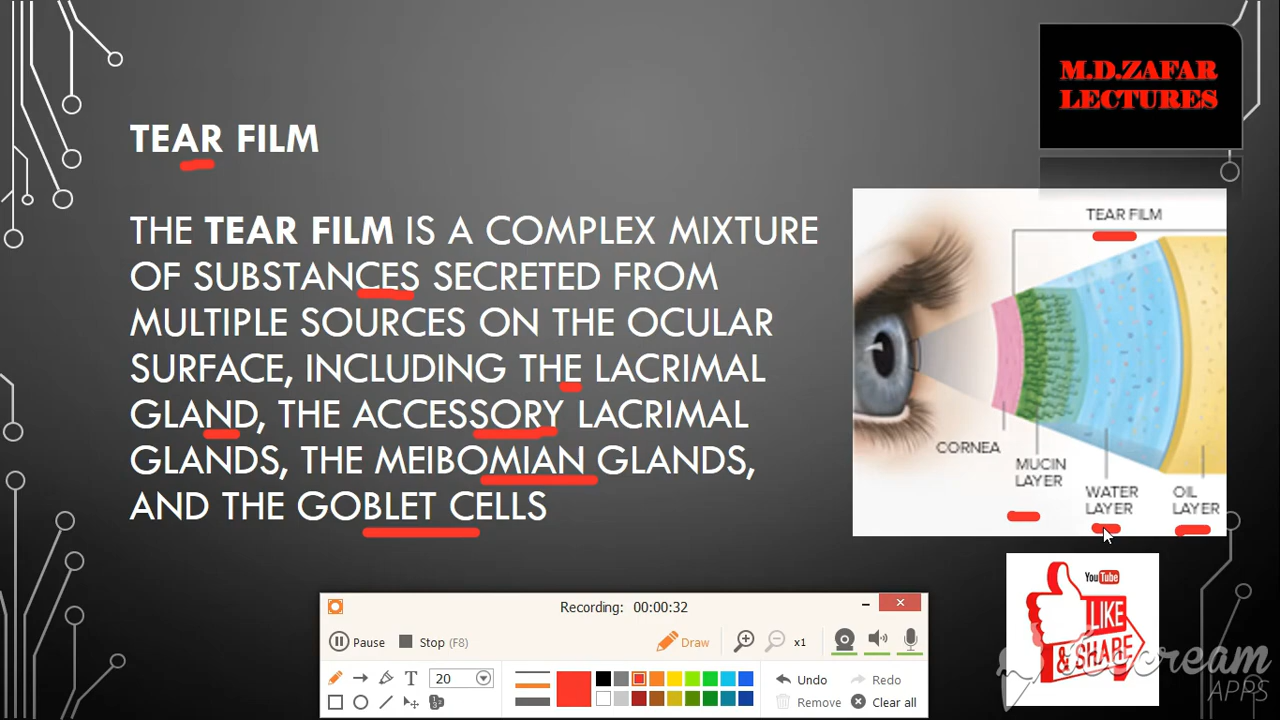 M.D.ZAFAR
LECTURES
TEAR FILM
THE TEAR FILM IS A COMPLEX MIXTURE
OF SUBSTANCES SECRETED FROM
MULTIPLE SOURCES ON THE OCULAR
SURFACE, INCLUDING THE LACRIMAL
GLAND, THE ACCESSORY LACRIMAL
GLANDS, THE MEIBOMIAN GLANDS,
AND THE GOBLET CELLS
TEAR FILM
CORNEA
MUCIN
LAYER
WATER
LAYER
OIL
LAYER
You Tube
LIKE
& SHARE
Recording: 00:00:32
Pause
Stop (F8)
Draw
x1
T
20
Undo
Redo
Remove
Clear all
APPS